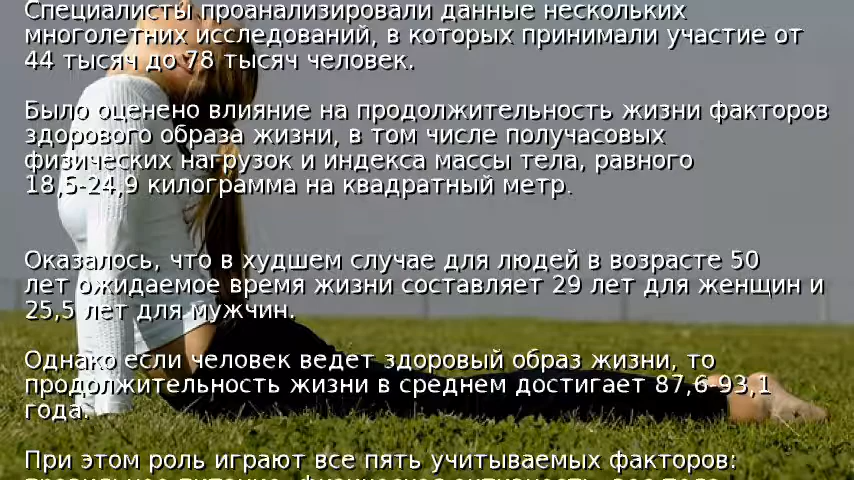 Специалисты проанализировали данные нескольких
многолетних исследований, в которых принимали участие от
44 тысяч до 78 тысяч человек.
Было оценено влияние на продолжительность жизни факторов
здорового образа жизни, в том числе получасовых
физических нагрузок и индекса массы тела, равного
18,5-24,9 килограмма на квадратный метр.
Оказалось, что в худшем случае для людей в возрасте 50
лет ожидаемое время жизни составляет 29 лет для женщин и
25,5 лет для мужчин.
Однако если человек ведет здоровый образ жизни, то
продолжительность жизни в среднем достигает 87,6-93,1
года.
При этом роль играют все пять учитываемых факторов: